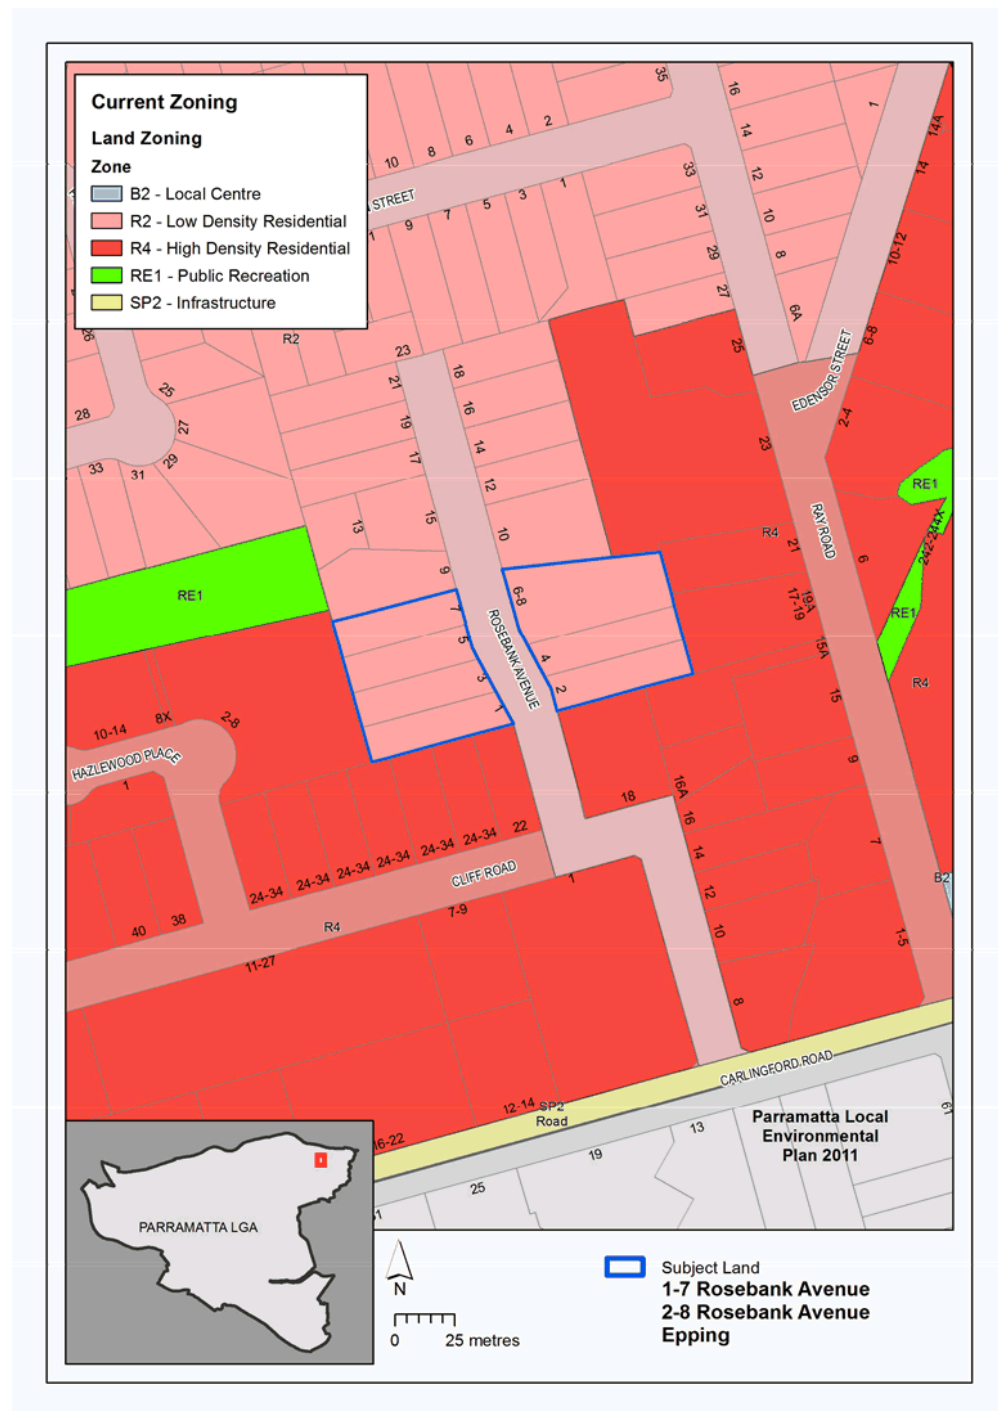 Current Zoning
Land Zoning
Zone
B2 - Local Centre
R2 - Low Density Residential
R4 - High Density Residential
RE1 - Public Recreation
SP2 - Infrastructure
35
16
1
14A
2
4
6
8
10
14
14
STREET
1
3
5
7
9
1
33
12
31
10
10-12
29
8
27
6A
6-8
25
EDENSOR STREET
2-4
26
R2
23
21
18
25
28
27
19
16
33
31
29
17
14
12
13
15
10
9
23
RAY ROAD
R4
21
6
RE1
242-244X
RE1
R4
RE1
7
5
3
1
6-8
4
2
ROSEBANK AVENUE
17-19
19A
15A
15
9
7
1-5
B2
10-14
8X
2-8
HAZLEWOOD PLACE
1
18
16A
16
14
12
10
8
22
24-34
24-34
24-34
24-34
24-34
24-34
CLIFF ROAD
1
7-9
40
38
R4
11-27
CARLINGFORD ROAD
12-14
SP2
Road
16-22
13
19
25
31
61
Parramatta Local
Environmental
Plan 2011
PARRAMATTA LGA
N
0
25 metres
Subject Land
1-7 Rosebank Avenue
2-8 Rosebank Avenue
Epping